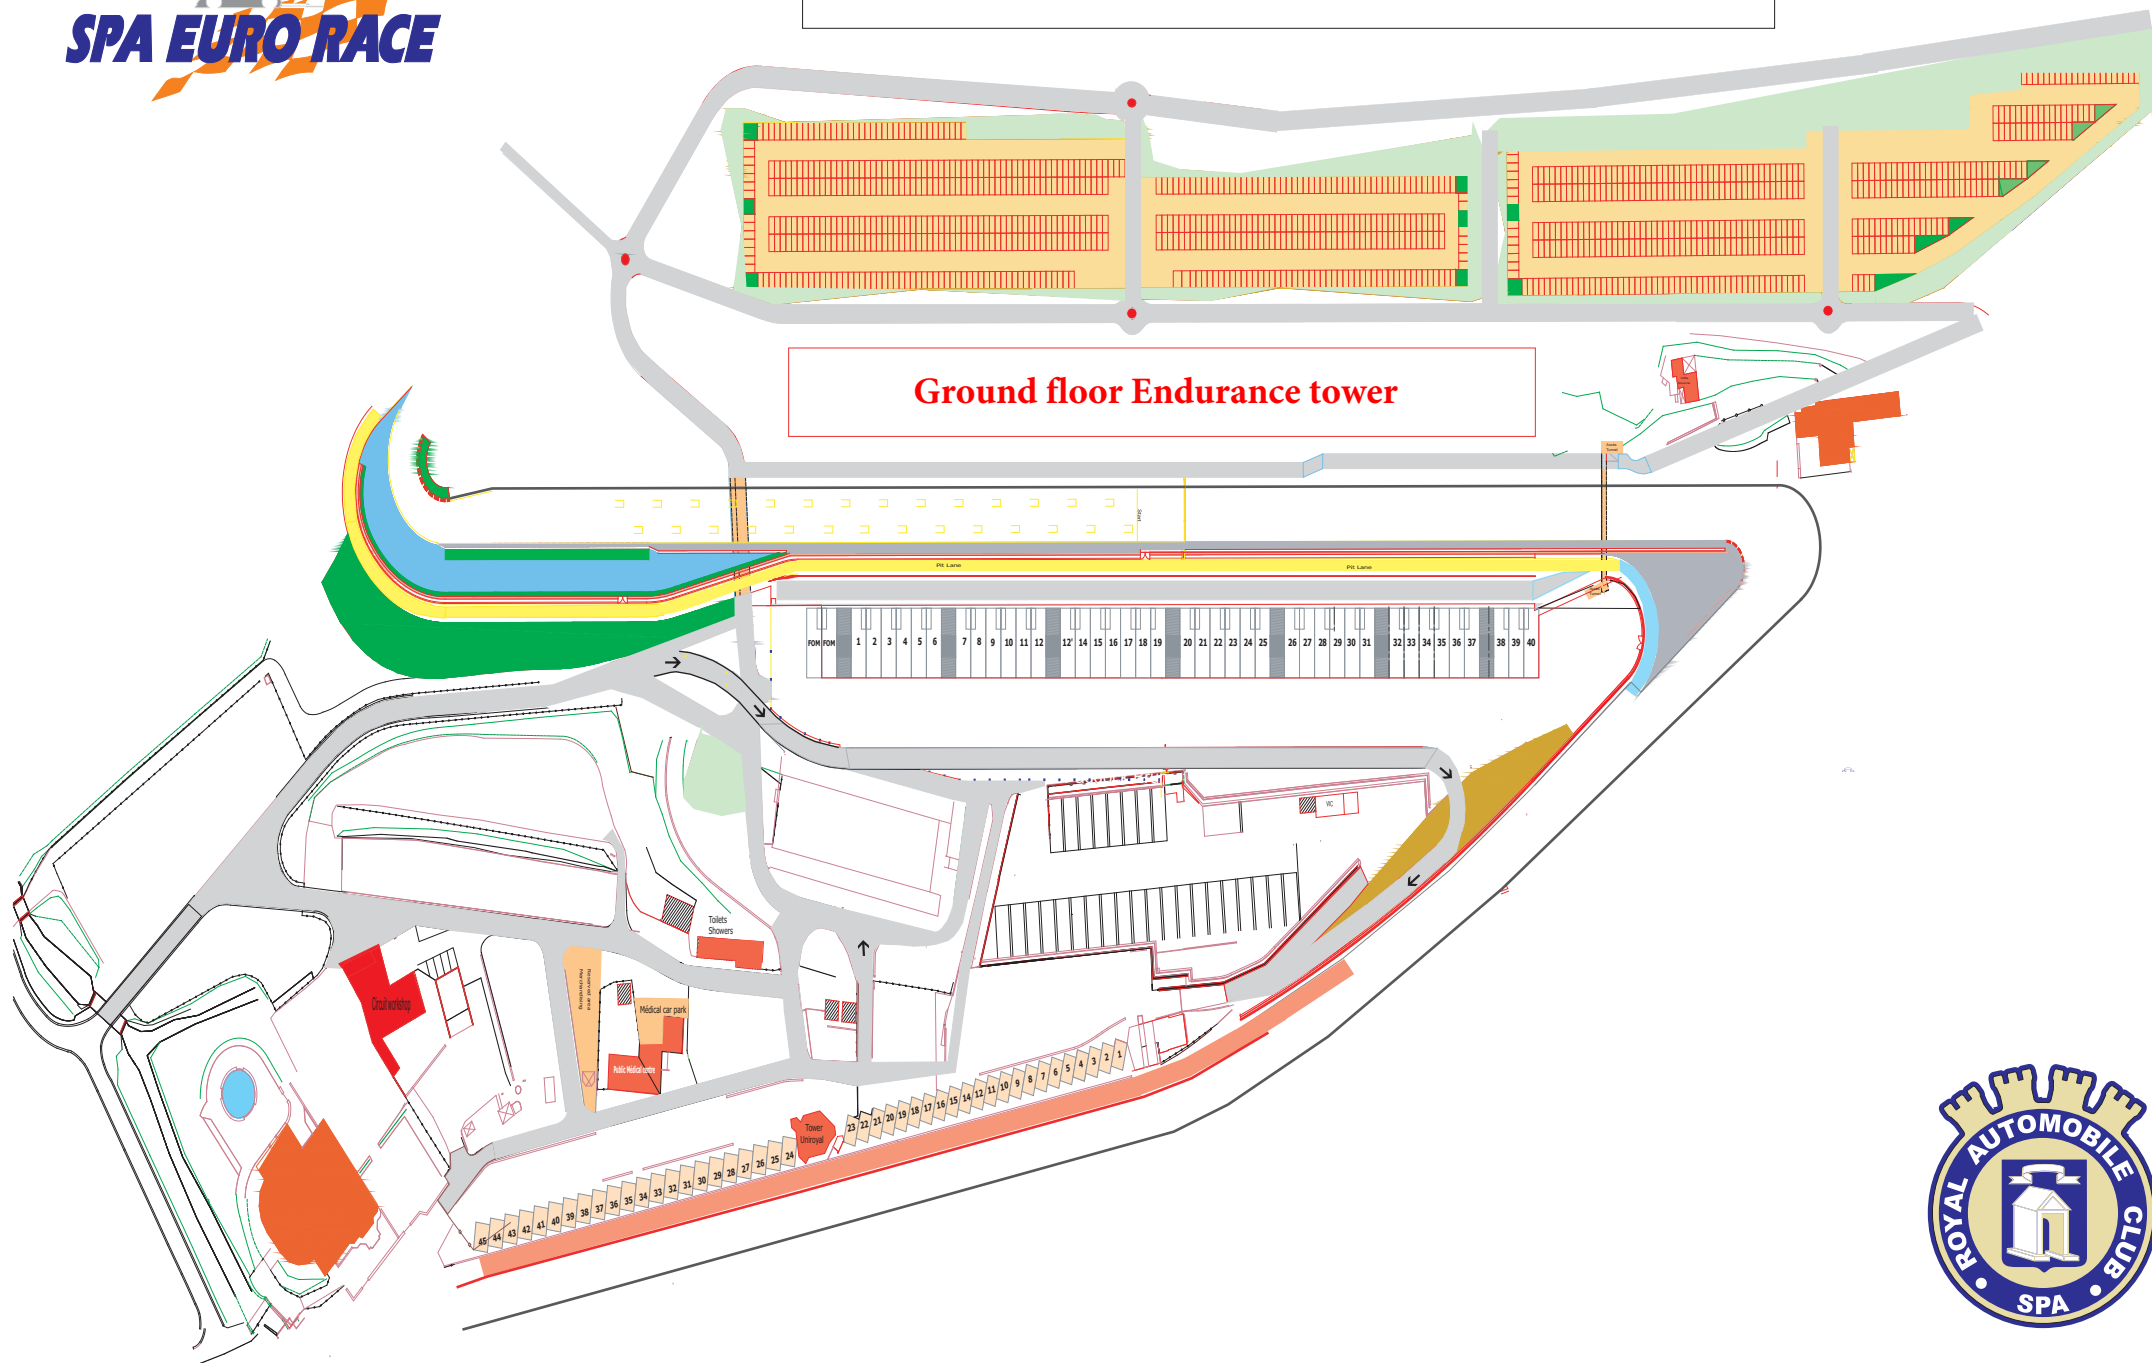 SPA EURO RACE
Ground floor Endurance tower
Start
Pit Lane
Pit Lane
FOM FOM 1 2 3 4 5 6 7 8 9 10 11 12 12' 14 15 16 17 18 19 20 21 22 23 24 25 26 27 28 29 30 31 32 33 34 35 36 37 38 39 40
Toilets
Showers
Circuit workshop
Reserved area
Merchandising
Médical car park
Public Médical centre
Tower
Uniroyal
1
2
3
4
5
6
7
8
9
10
11
12
14
15
16
17
18
19
20
21
22
23
24
25
26
27
28
29
30
31
32
33
34
35
36
37
38
39
40
41
42
43
44
45
ROYAL AUTOMOBILE CLUB
SPA